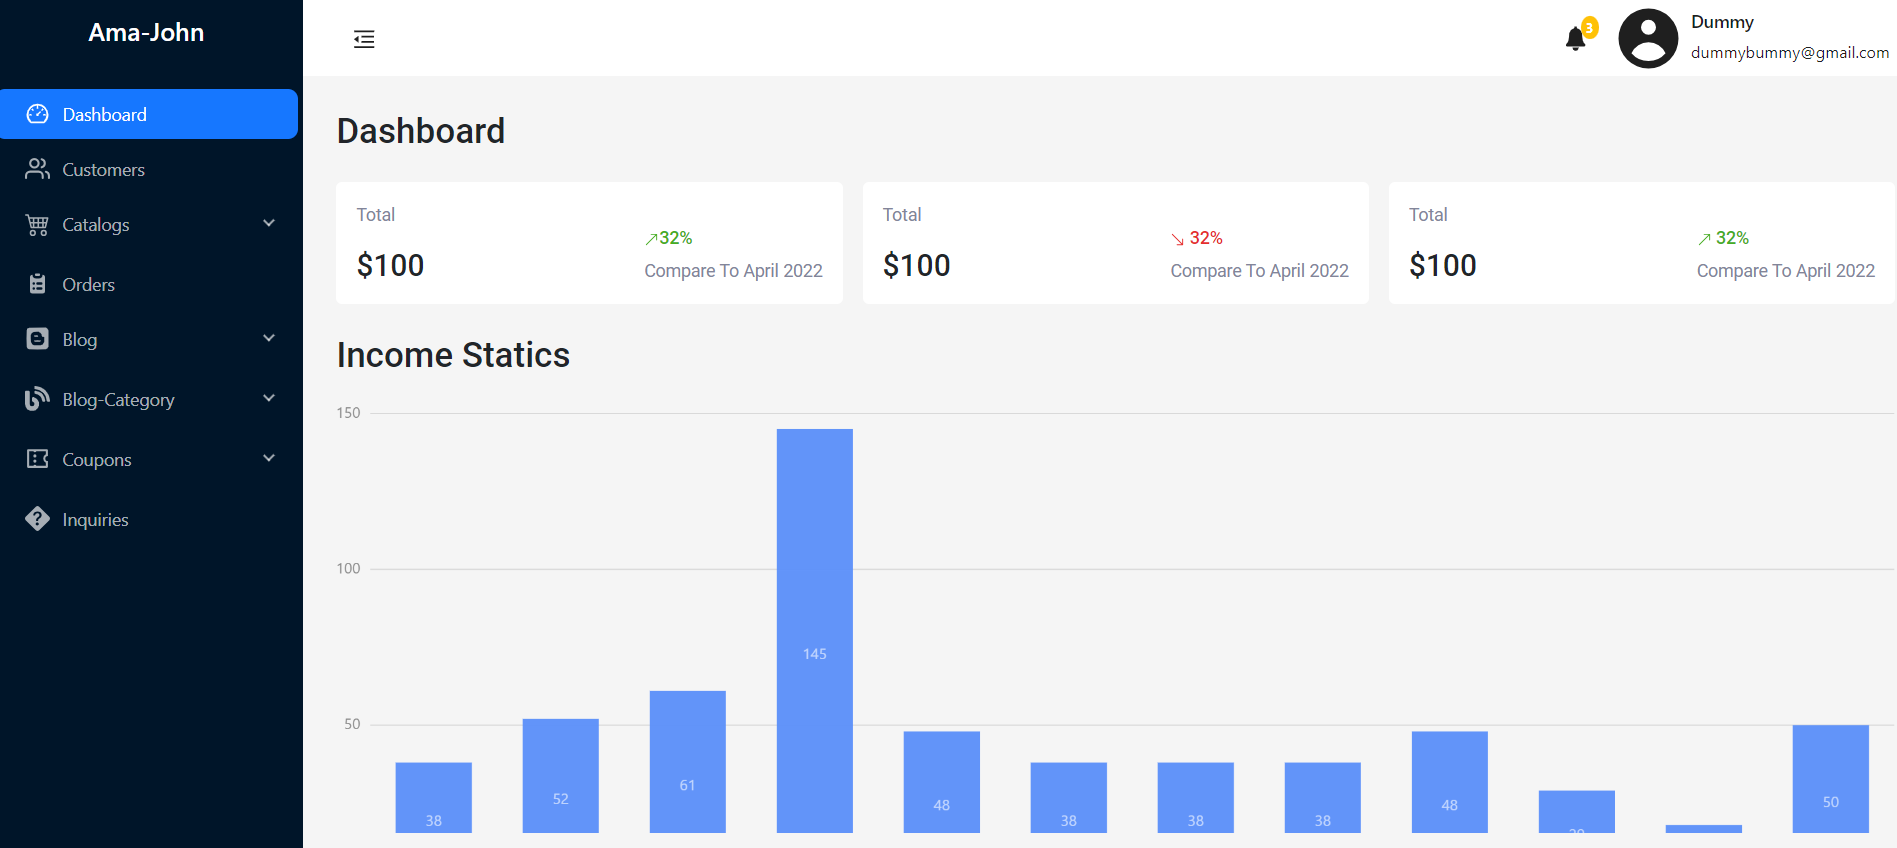 Ama-John
Dashboard
Customers
Catalogs
Orders
Blog
Blog-Category
Coupons
Inquiries
3
Dummy
dummybummy@gmail.com
Dashboard
Total
$100
32%
Compare To April 2022
Total
$100
32%
Compare To April 2022
Total
$100
32%
Compare To April 2022
Income Statics
150
100
50
38
52
61
145
48
38
38
38
48
50